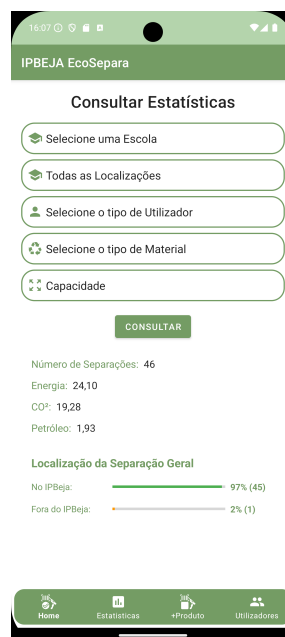 16:07
IPBEJA EcoSepara
Consultar Estatísticas
Selecione uma Escola
Todas as Localizações
Selecione o tipo de Utilizador
Selecione o tipo de Material
Capacidade
CONSULTAR
Número de Separações: 46
Energia: 24,10
CO²: 19,28
Petróleo: 1,93
Localização da Separação Geral
No IPBeja: 97% (45)
Fora do IPBeja: 2% (1)
Home Estatisticas +Produto Utilizadores